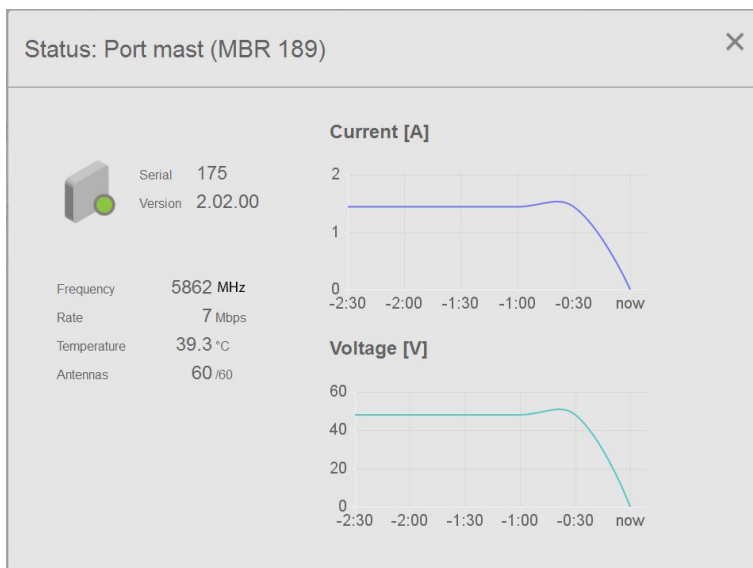 Status: Port mast (MBR 189)
×
Serial 175
Version 2.02.00
Frequency 5862 MHz
Rate 7 Mbps
Temperature 39.3 °C
Antennas 60 /60
Current [A]
2
1
0
-2:30 -2:00 -1:30 -1:00 -0:30 now
Voltage [V]
60
40
20
0
-2:30 -2:00 -1:30 -1:00 -0:30 now